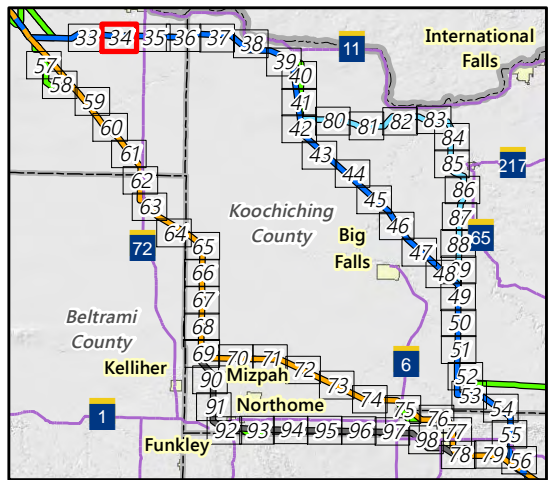 33 34 35 36 37 38 39 40 41 42
11
International
Falls
57 58 59 60 61 62 63 64 65
80 81 82 83 84 85 86 87 88 89
217
43 44 45 46 47 48 49 50 51 52 53 54 55 56
Koochiching
County
65
72
Big
Falls
66 67 68 69
Beltrami
County
70 71 72 73 74 75 76 77 78 79
6
Kelliher
Mizpah
90 91
Northome
1
92 93 94 95 96 97 98
Funkley